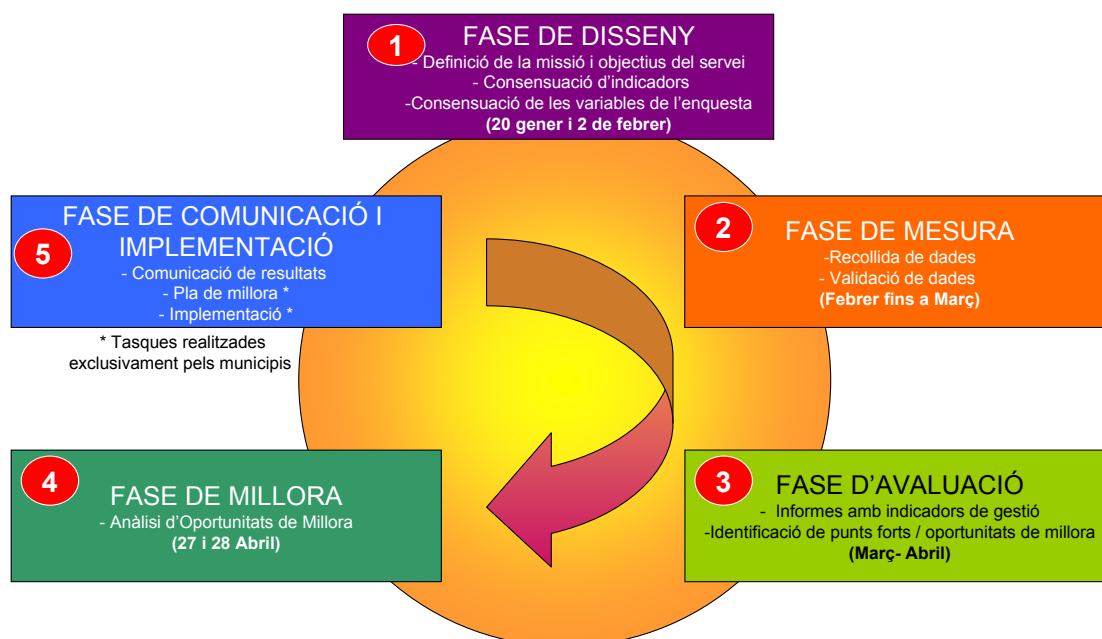 1
FASE DE DISSENY
- Definició de la missió i objectius del servei
- Consensuació d'indicadors
-Consensuació de les variables de l'enquesta
(20 gener i 2 de febrer)
2
FASE DE MESURA
-Recollida de dades
- Validació de dades
(Febrer fins a Març)
3
FASE D'AVALUACIÓ
- Informes amb indicadors de gestió
-Identificació de punts forts / oportunitats de millora
(Març- Abril)
4
FASE DE MILLORA
- Anàlisi d'Oportunitats de Millora
(27 i 28 Abril)
5
FASE DE COMUNICACIÓ I
IMPLEMENTACIÓ
- Comunicació de resultats
- Pla de millora *
- Implementació *
* Tasques realitzades
exclusivament pels municipis